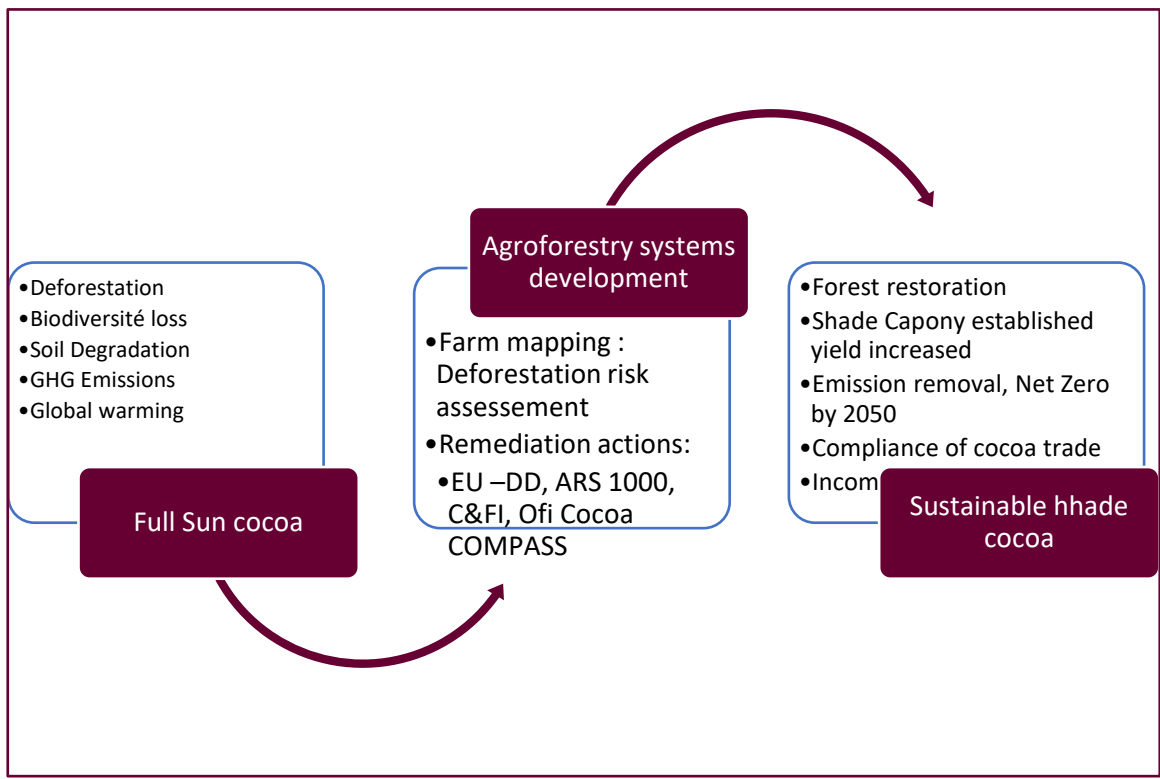 •Deforestation
•Biodiversité loss
•Soil Degradation
•GHG Emissions
•Global warming
Full Sun cocoa
Agroforestry systems
development
•Farm mapping :
Deforestation risk
assessement
•Remediation actions:
•EU –DD, ARS 1000,
C&FI, Ofi Cocoa
COMPASS
•Forest restoration
•Shade Capony established
yield increased
•Emission removal, Net Zero
by 2050
•Compliance of cocoa trade
Sustainable hhade
cocoa